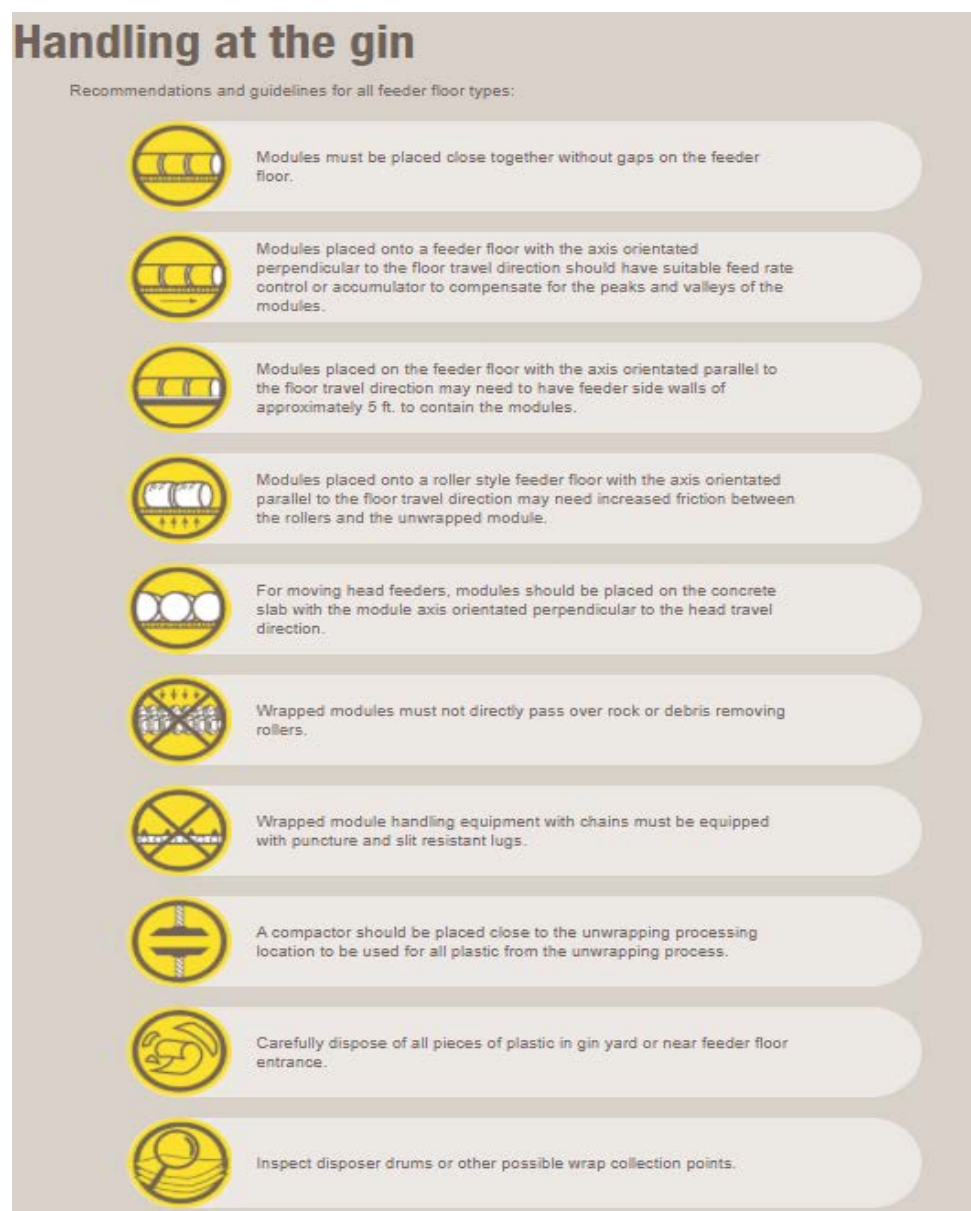 Handling at the gin
Recommendations and guidelines for all feeder floor types:
Modules must be placed close together without gaps on the feeder
floor.
Modules placed onto a feeder floor with the axis orientated
perpendicular to the floor travel direction should have suitable feed rate
control or accumulator to compensate for the peaks and valleys of the
modules.
Modules placed on the feeder floor with the axis orientated parallel to
the floor travel direction may need to have feeder side walls of
approximately 5 ft. to contain the modules.
Modules placed onto a roller style feeder floor with the axis orientated
parallel to the floor travel direction may need increased friction between
the rollers and the unwrapped module.
For moving head feeders, modules should be placed on the concrete
slab with the module axis orientated perpendicular to the head travel
direction.
Wrapped modules must not directly pass over rock or debris removing
rollers.
Wrapped module handling equipment with chains must be equipped
with puncture and slit resistant lugs.
A compactor should be placed close to the unwrapping processing
location to be used for all plastic from the unwrapping process.
Carefully dispose of all pieces of plastic in gin yard or near feeder floor
entrance.
Inspect disposer drums or other possible wrap collection points.